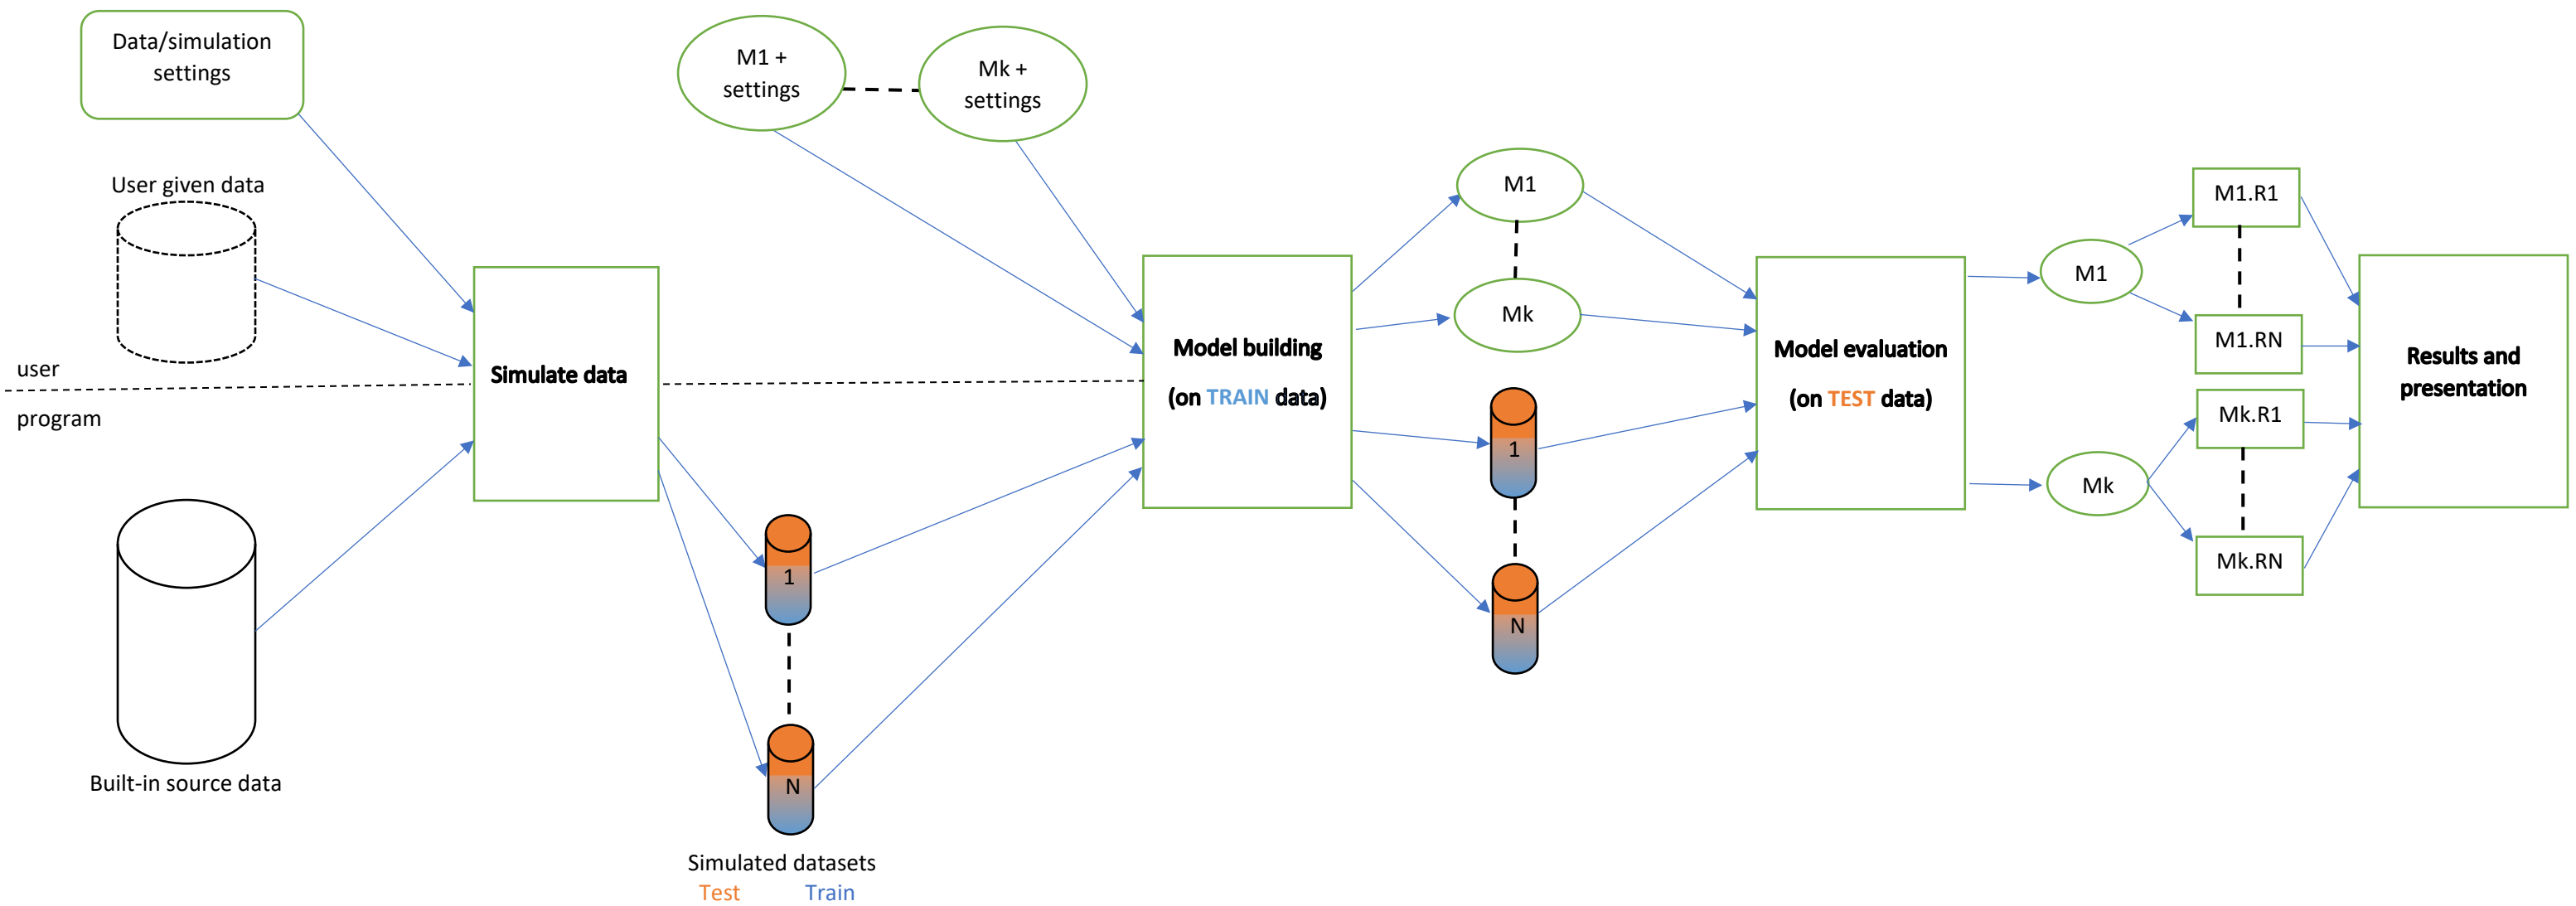 Data/simulation
settings
User given data
user
program
Built-in source data
Simulate data
M1 +
settings
Mk +
settings
1
N
Simulated datasets
Test Train
Model building
(on TRAIN data)
M1
Mk
1
N
Model evaluation
(on TEST data)
M1
Mk
M1.R1
M1.RN
Mk.R1
Mk.RN
Results and
presentation